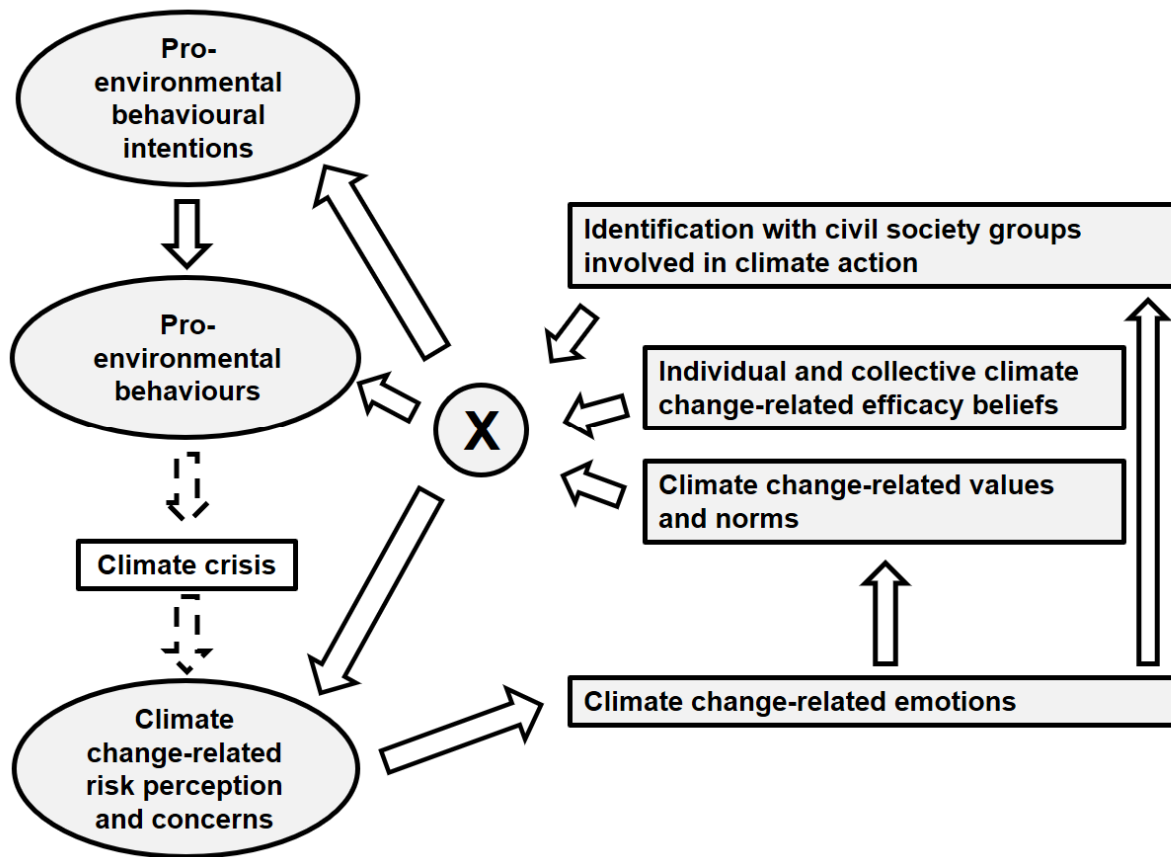 Pro-
environmental
behavioural
intentions
Identification with civil society groups
involved in climate action
Pro-
environmental
behaviours
Individual and collective climate
change-related efficacy beliefs
X
Climate change-related values
and norms
Climate crisis
Climate change-related emotions
Climate
change-related
risk perception
and concerns